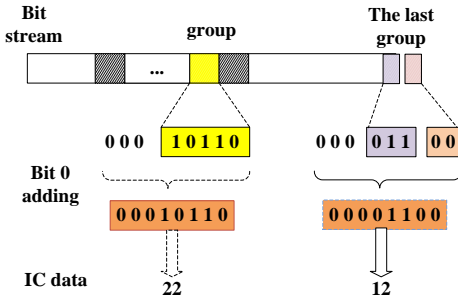 Bit stream
group
The last group
...
0 0 0 1 0 1 1 0
0 0 0 0 1 1 0 0
Bit 0 adding
0 0 0 1 0 1 1 0
0 0 0 0 1 1 0 0
IC data
22
12